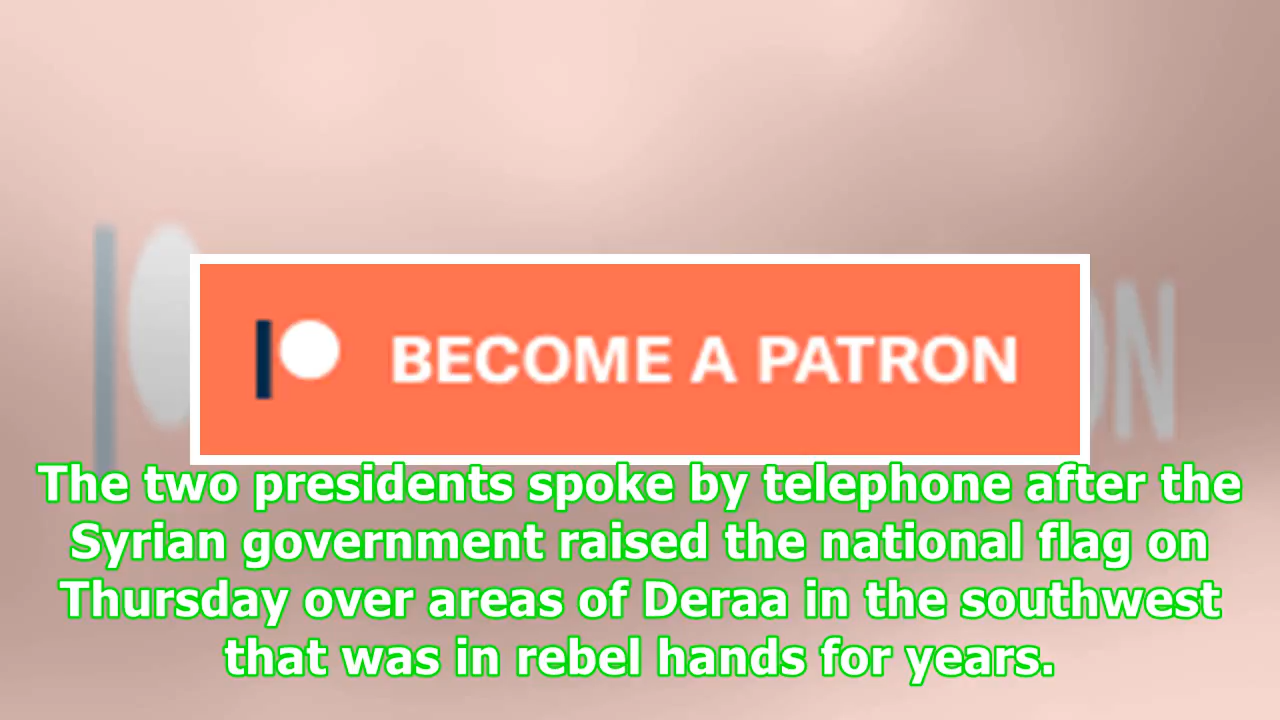 BECOME A PATRON
The two presidents spoke by telephone after the
Syrian government raised the national flag on
Thursday over areas of Deraa in the southwest
that was in rebel hands for years.